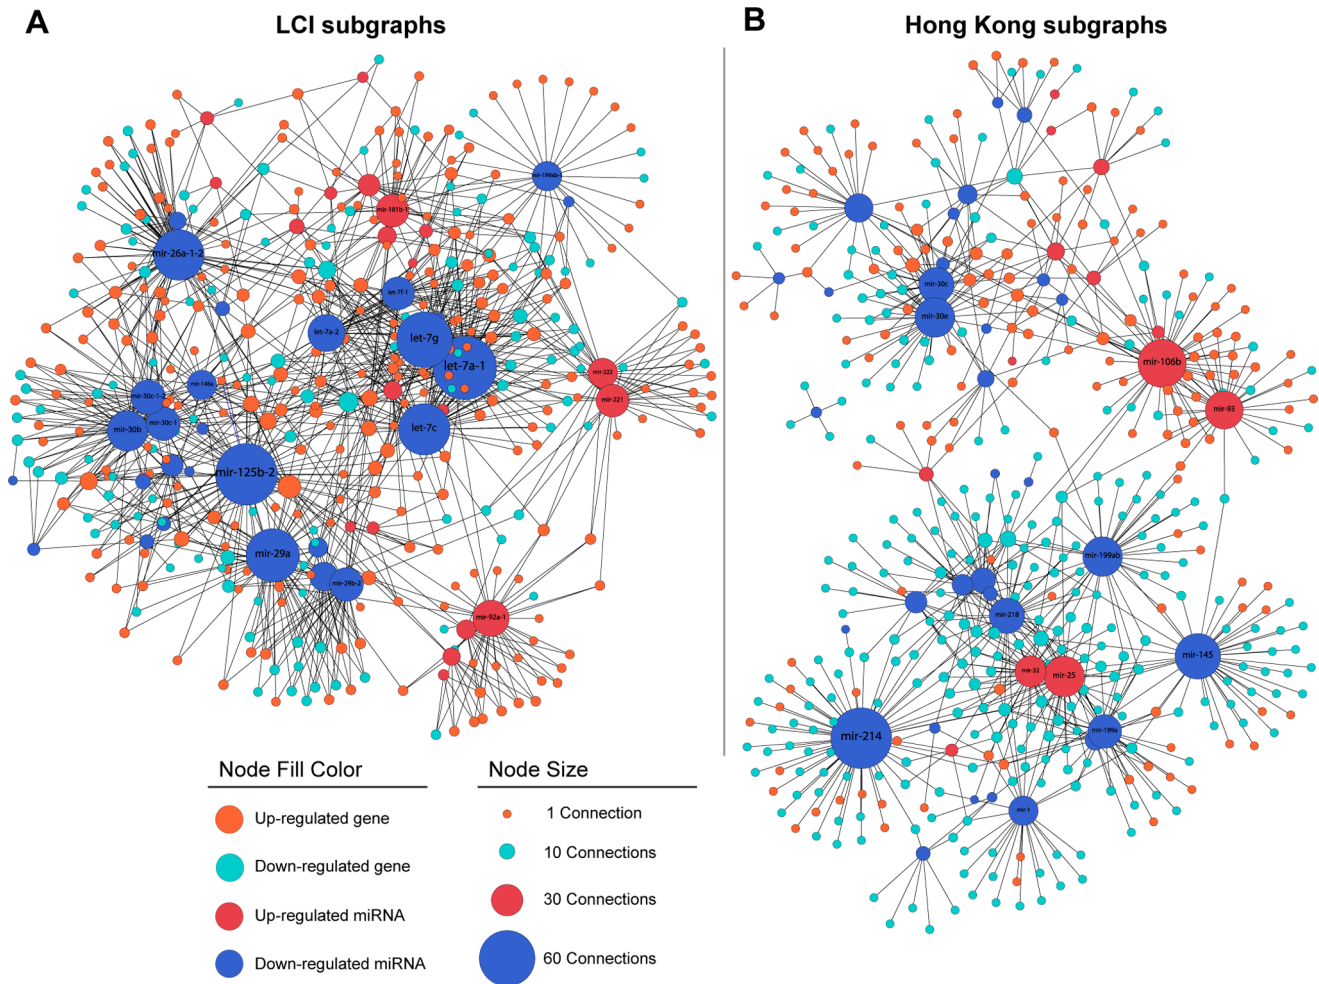 A
LCI subgraphs
B
Hong Kong subgraphs
mir-199ab-1
mir-181b-1
mir-26a-1-2
let-7f-1
let-7a-2
let-7g
let-7a-1
mir-222
mir-221
mir-148a
mir-30c-1-2
mir-30c-1
mir-30b
let-7c
mir-125b-2
mir-29a
mir-29b-2
mir-92a-1
mir-30c
mir-30e
mir-106b
mir-93
mir-199ab
mir-218
mir-145
mir-32
mir-25
mir-214
mir-199a
mir-1
Node Fill Color
Up-regulated gene
Down-regulated gene
Up-regulated miRNA
Down-regulated miRNA
Node Size
1 Connection
10 Connections
30 Connections
60 Connections